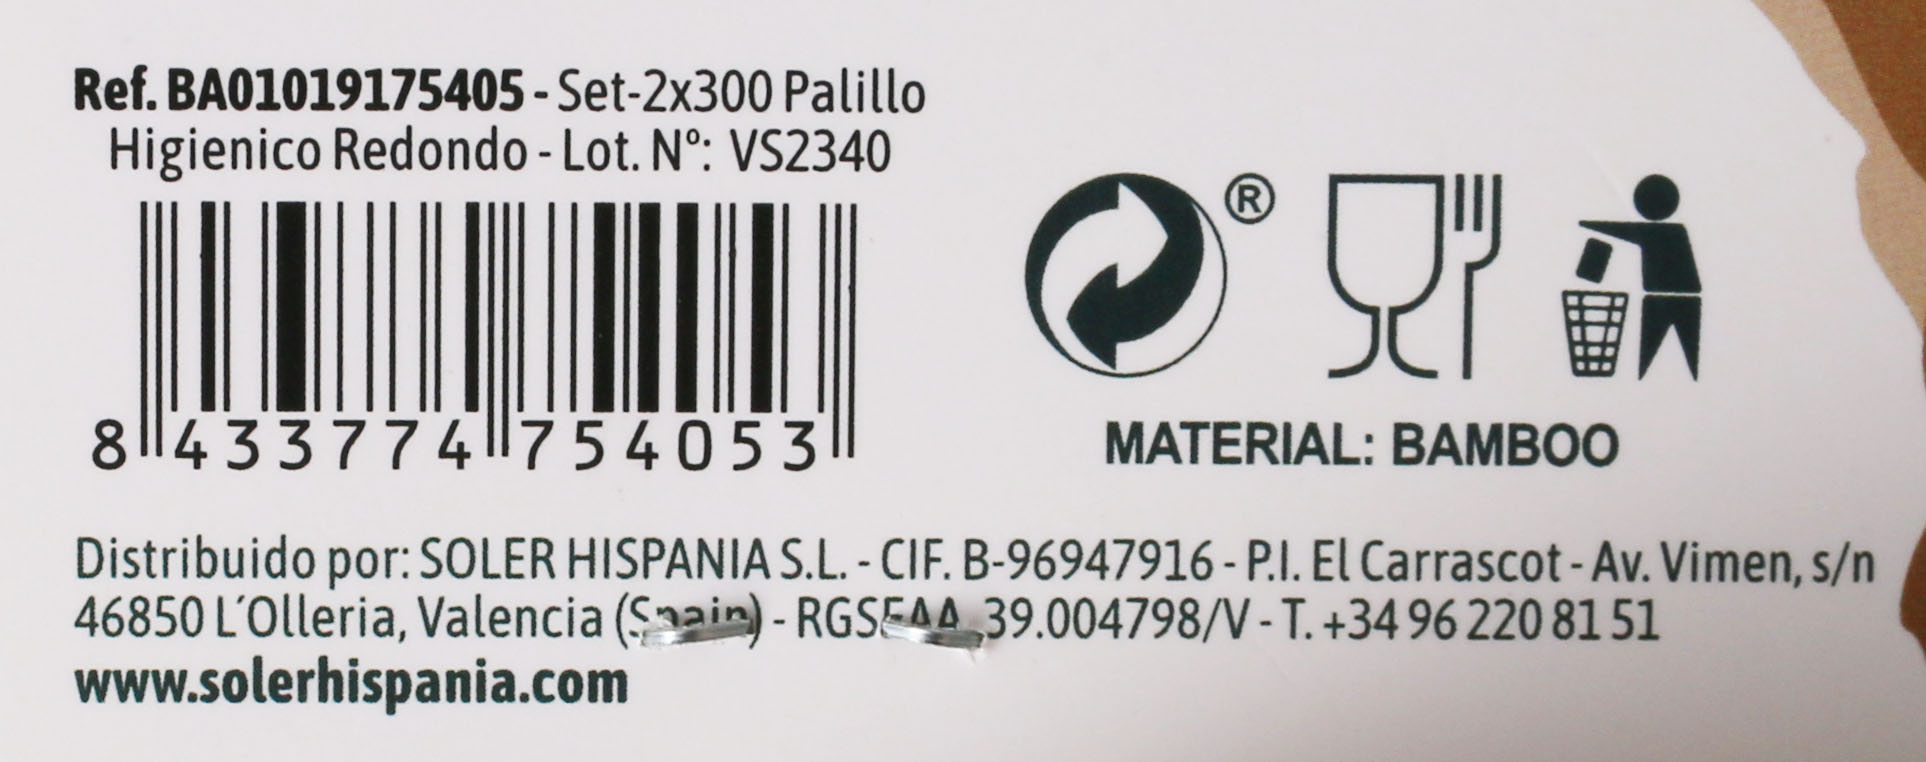 Ref. BA01019175405 - Set-2x300 Palillo
Higienico Redondo - Lot. Nº: VS2340
®
8 433774 754053
MATERIAL: BAMBOO
Distribuido por: SOLER HISPANIA S.L. - CIF. B-96947916 - P.I. El Carrascot - Av. Vimen, s/n
46850 L´Olleria, Valencia (Spain) - RGSEAA 39.004798/V - T. +34 96 220 81 51
www.solerhispania.com